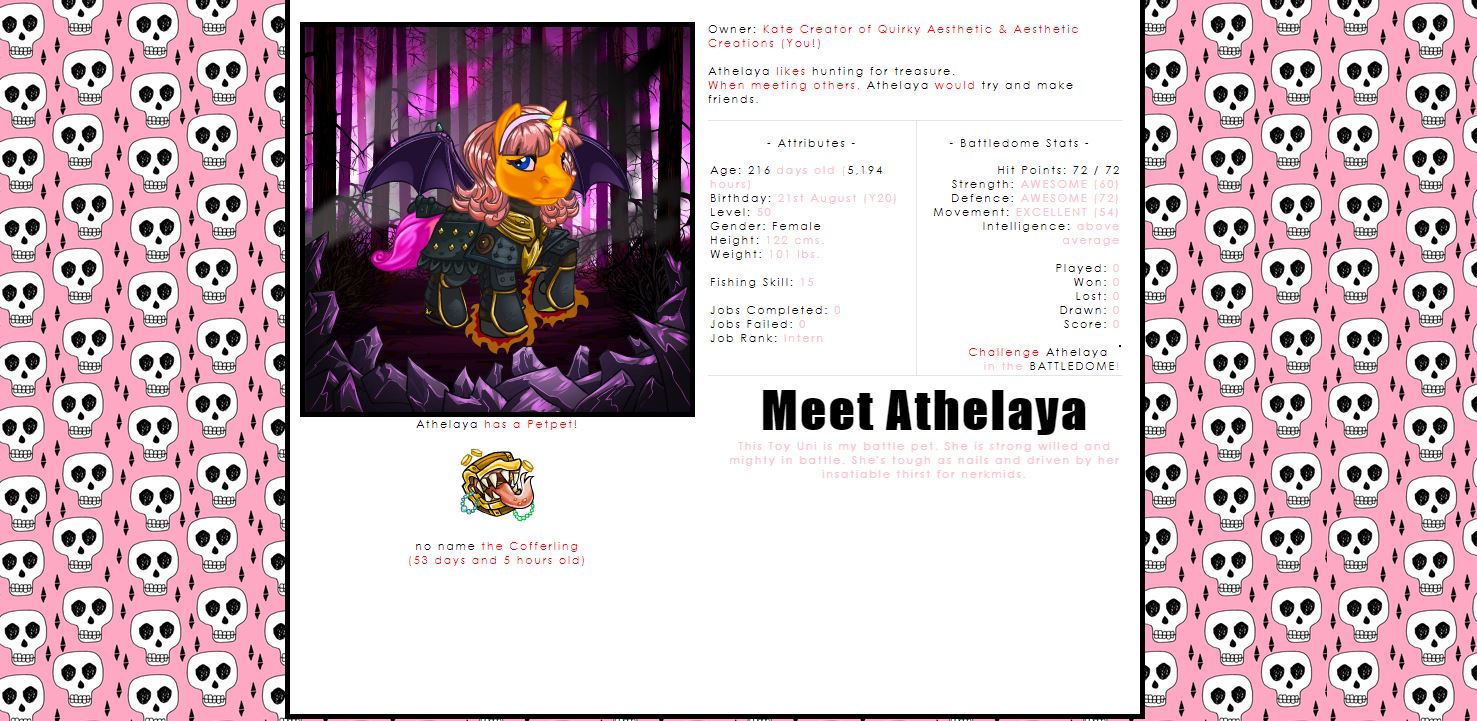 Owner: Kate Creator of Quirky Aesthetic & Aesthetic
Creations (You!)
Athelaya likes hunting for treasure.
When meeting others, Athelaya would try and make
friends.
- Attributes -
Age: 216 days old (5,194
hours)
Birthday: 21st August (Y20)
Level: 50
Gender: Female
Height: 122 cms.
Weight: 101 lbs.
Fishing Skill: 15
Jobs Completed: 0
Jobs Failed: 0
Job Rank: Intern
- Battledome Stats -
Hit Points: 72 / 72
Strength: AWESOME (60)
Defence: AWESOME (72)
Movement: EXCELLENT (54)
Intelligence: above
average
Played: 0
Won: 0
Lost: 0
Drawn: 0
Score: 0
Challenge Athelaya
in the BATTLEDOME!
Meet Athelaya
This Toy Uni is my battle pet. She is strong willed and
mighty in battle. She's tough as nails and driven by her
insatiable thirst for nerkmids.
Athelaya has a Petpet!
no name the Cofferling
(53 days and 5 hours old)